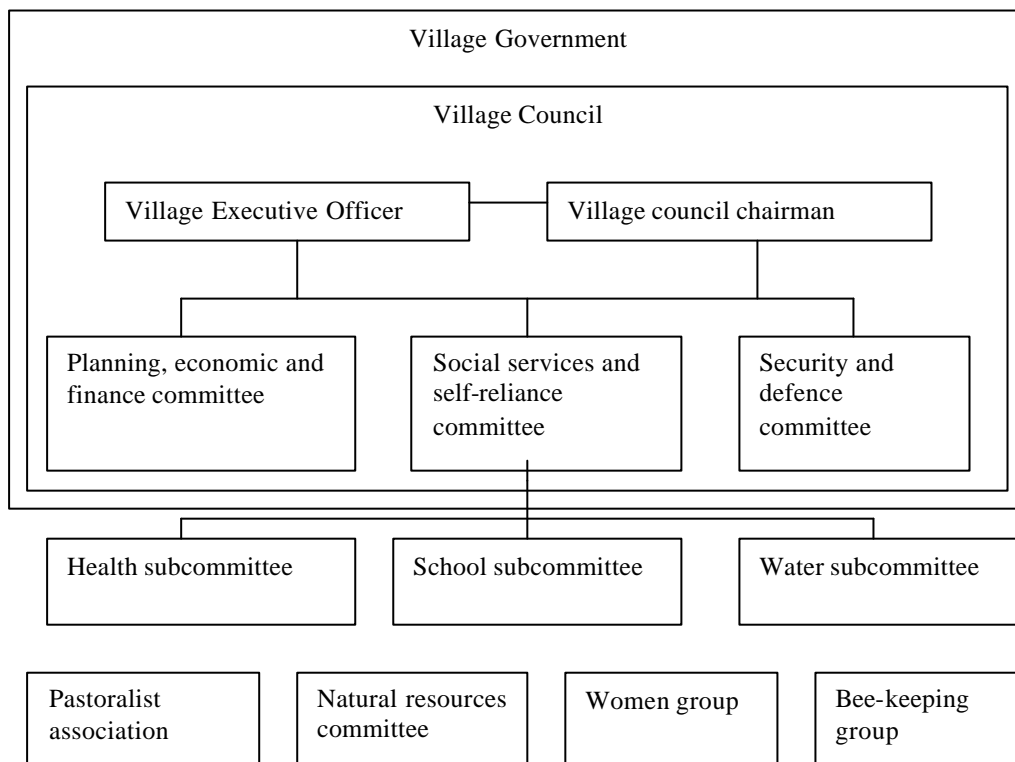 Village Government
Village Council
Village Executive Officer
Village council chairman
Planning, economic and
finance committee
Social services and
self-reliance
committee
Security and
defence
committee
Health subcommittee
School subcommittee
Water subcommittee
Pastoralist
association
Natural resources
committee
Women group
Bee-keeping
group